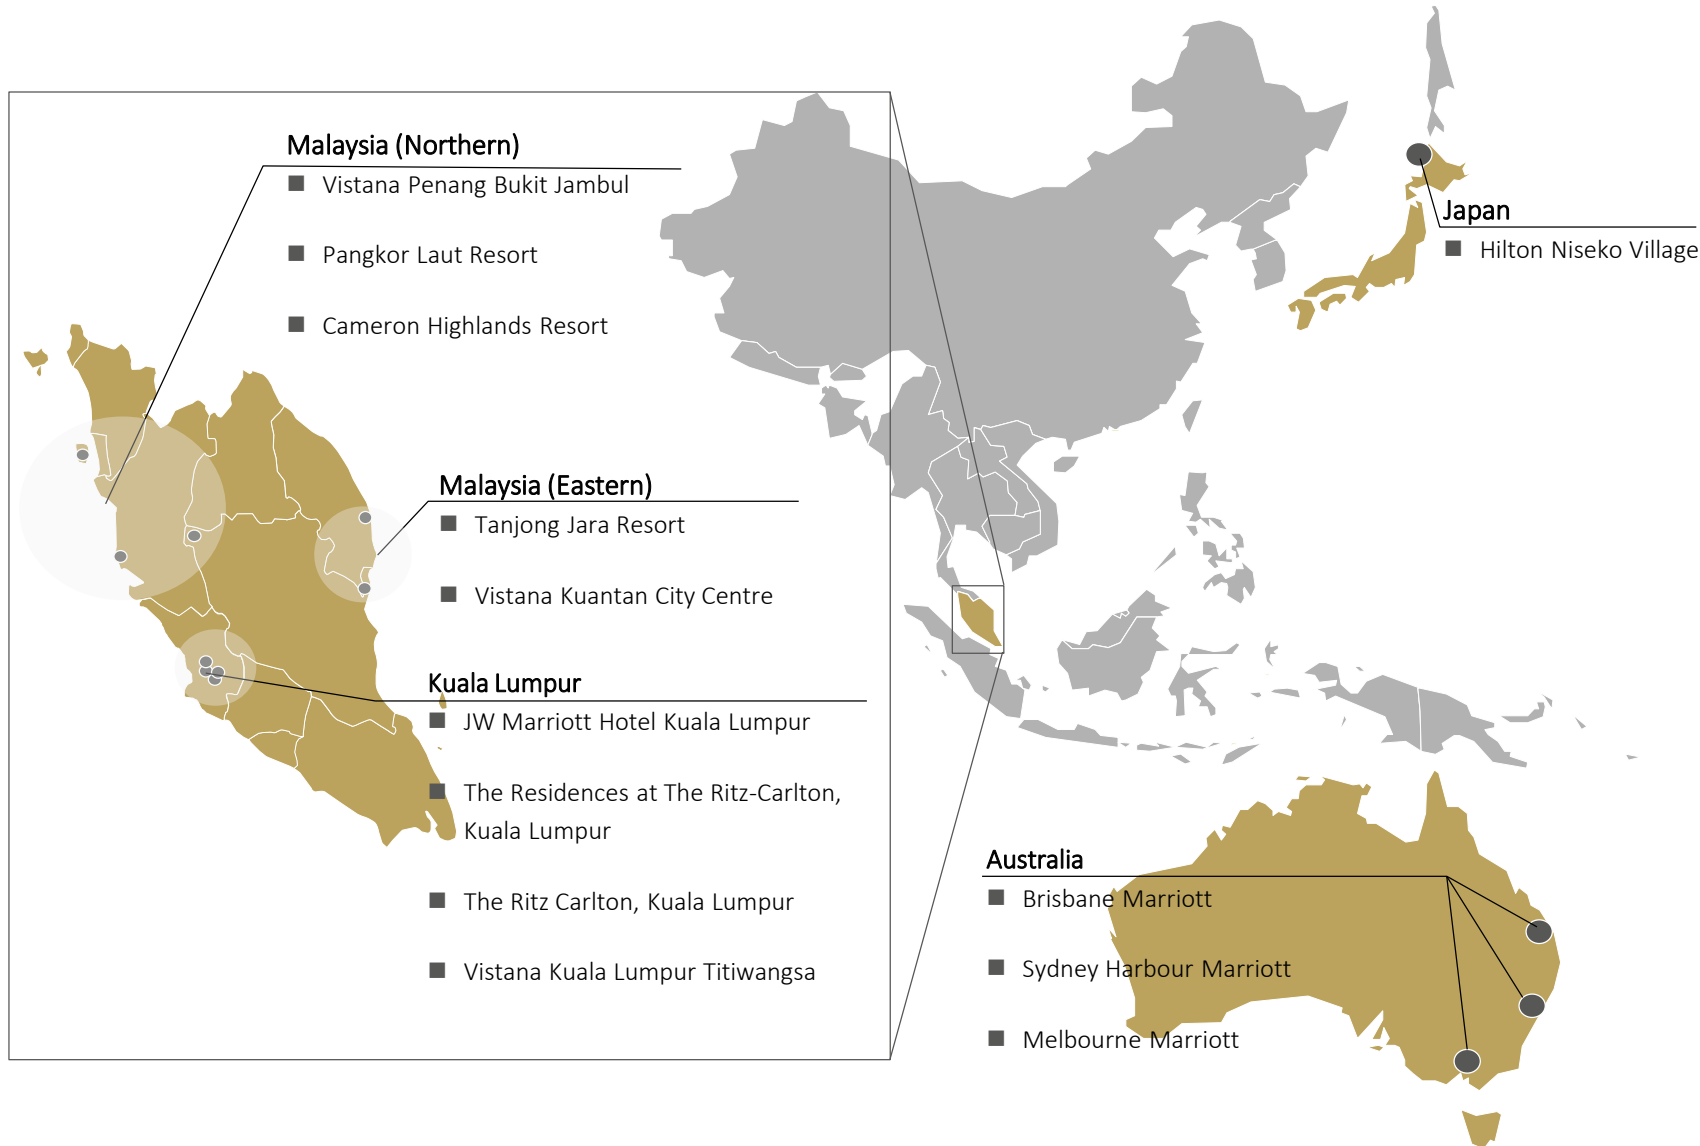 Malaysia (Northern)
■ Vistana Penang Bukit Jambul
■ Pangkor Laut Resort
■ Cameron Highlands Resort
Malaysia (Eastern)
■ Tanjong Jara Resort
■ Vistana Kuantan City Centre
Kuala Lumpur
■ JW Marriott Hotel Kuala Lumpur
■ The Residences at The Ritz-Carlton,
Kuala Lumpur
■ The Ritz Carlton, Kuala Lumpur
■ Vistana Kuala Lumpur Titiwangsa
Japan
■ Hilton Niseko Village
Australia
■ Brisbane Marriott
■ Sydney Harbour Marriott
■ Melbourne Marriott